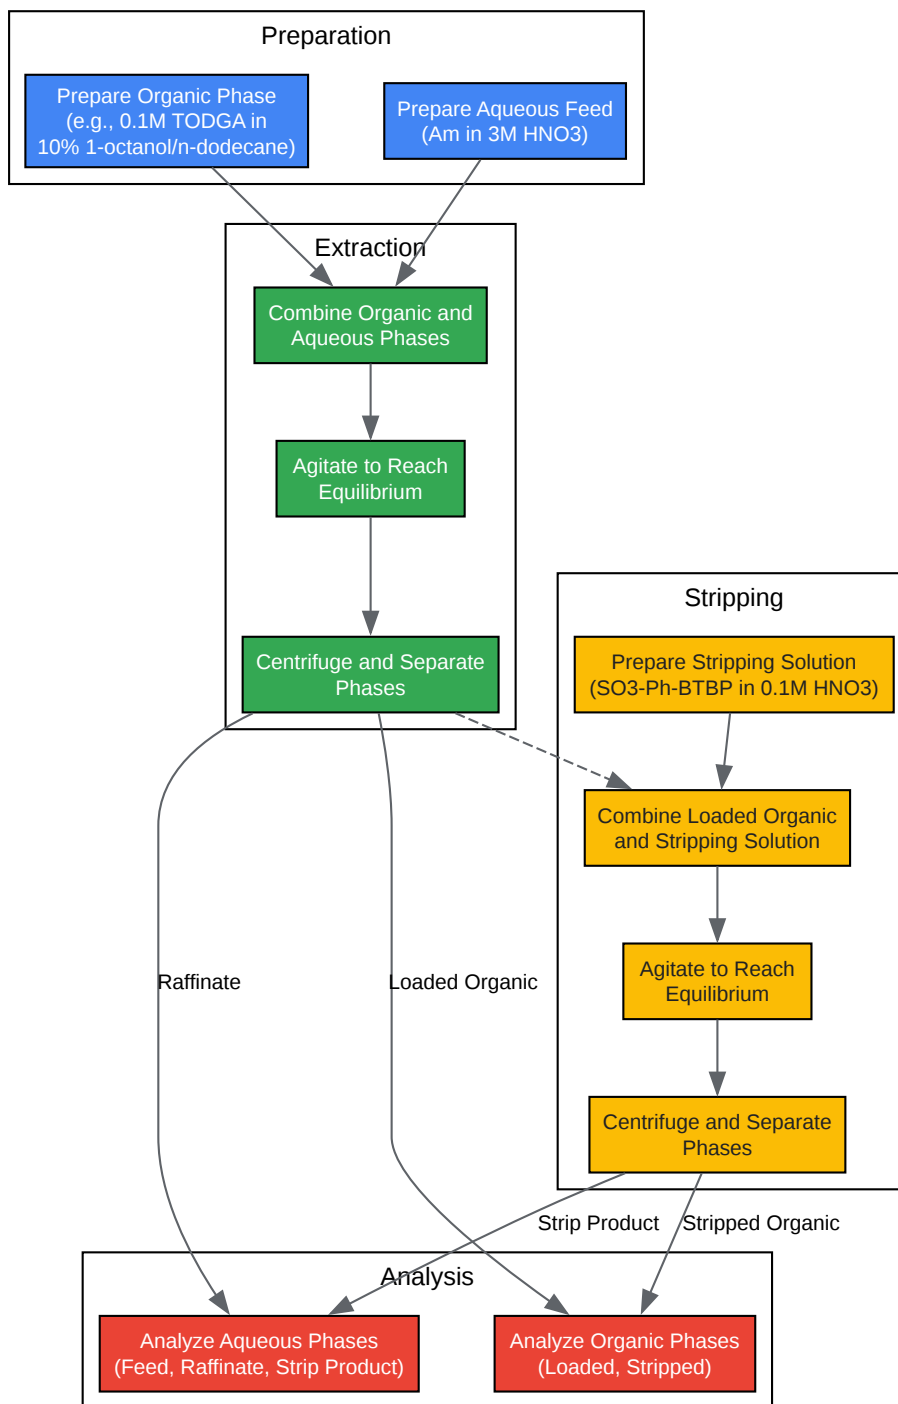 Preparation
Prepare Organic Phase
(e.g., 0.1M TODGA in
10% 1-octanol/n-dodecane)
Prepare Aqueous Feed
(Am in 3M HNO3)
Extraction
Combine Organic and
Aqueous Phases
Agitate to Reach
Equilibrium
Centrifuge and Separate
Phases
Stripping
Prepare Stripping Solution
(SO3-Ph-BTBP in 0.1M HNO3)
Combine Loaded Organic
and Stripping Solution
Agitate to Reach
Equilibrium
Centrifuge and Separate
Phases
Raffinate
Loaded Organic
Strip Product
Stripped Organic
Analysis
Analyze Aqueous Phases
(Feed, Raffinate, Strip Product)
Analyze Organic Phases
(Loaded, Stripped)